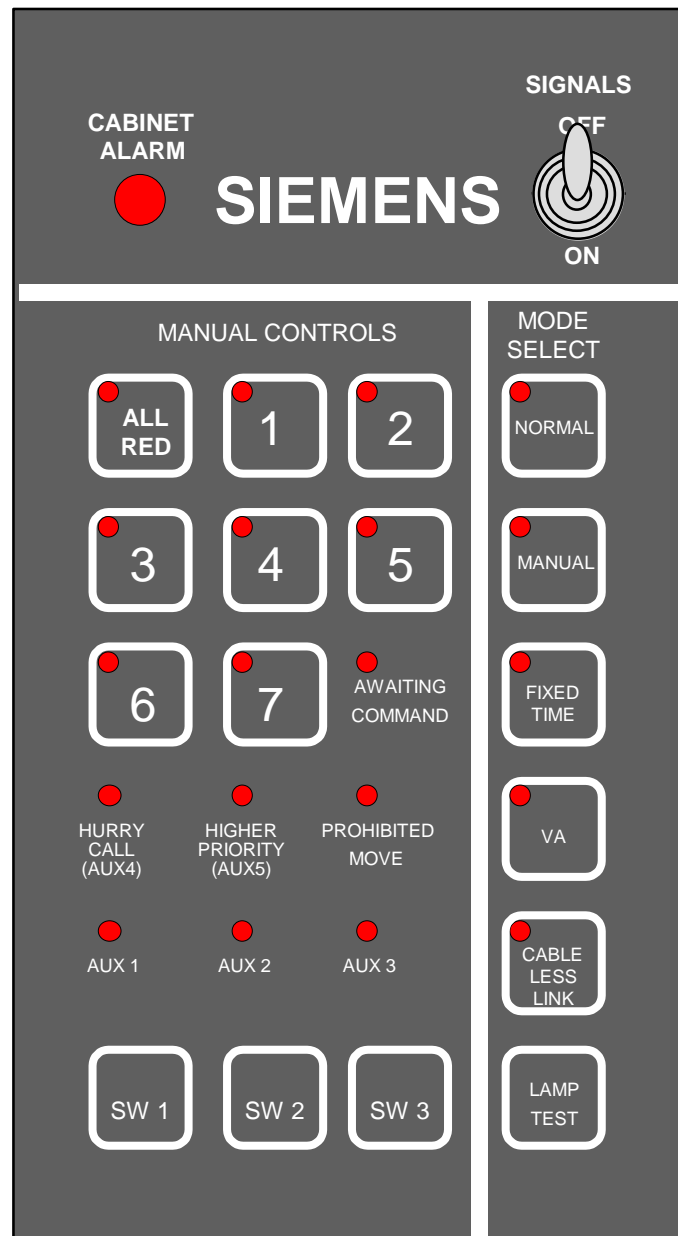 SIGNALS
OFF
CABINET
ALARM
SIEMENS
ON
MANUAL CONTROLS
MODE
SELECT
ALL
RED
1
2
NORMAL
3
4
5
MANUAL
6
7
AWAITING
COMMAND
FIXED
TIME
HURRY
CALL
(AUX4)
HIGHER
PRIORITY
(AUX5)
PROHIBITED
MOVE
VA
AUX 1
AUX 2
AUX 3
CABLE
LESS
LINK
SW 1
SW 2
SW 3
LAMP
TEST